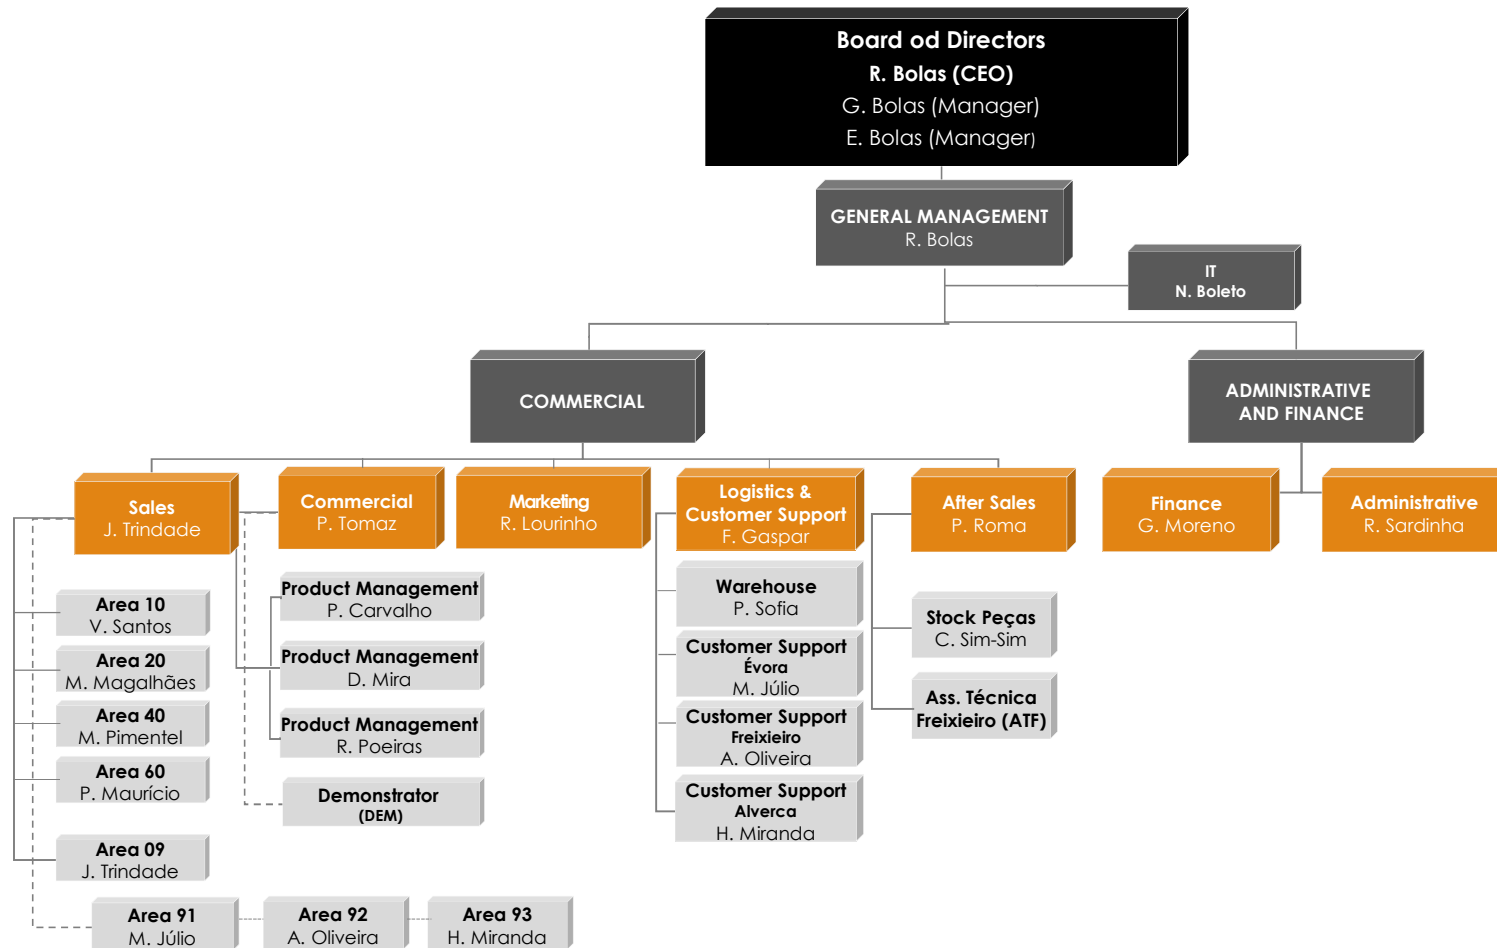 Board od Directors
R. Bolas (CEO)
G. Bolas (Manager)
E. Bolas (Manager)
GENERAL MANAGEMENT
R. Bolas
IT
N. Boleto
COMMERCIAL
ADMINISTRATIVE
AND FINANCE
Sales
J. Trindade
Commercial
P. Tomaz
Marketing
R. Lourinho
Logistics &
Customer Support
F. Gaspar
After Sales
P. Roma
Finance
G. Moreno
Administrative
R. Sardinha
Area 10
V. Santos
Area 20
M. Magalhães
Area 40
M. Pimentel
Area 60
P. Maurício
Area 09
J. Trindade
Area 91
M. Júlio
Area 92
A. Oliveira
Area 93
H. Miranda
Product Management
P. Carvalho
Product Management
D. Mira
Product Management
R. Poeiras
Demonstrator
(DEM)
Warehouse
P. Sofia
Customer Support
Évora
M. Júlio
Customer Support
Freixieiro
A. Oliveira
Customer Support
Alverca
H. Miranda
Stock Peças
C. Sim-Sim
Ass. Técnica
Freixieiro (ATF)